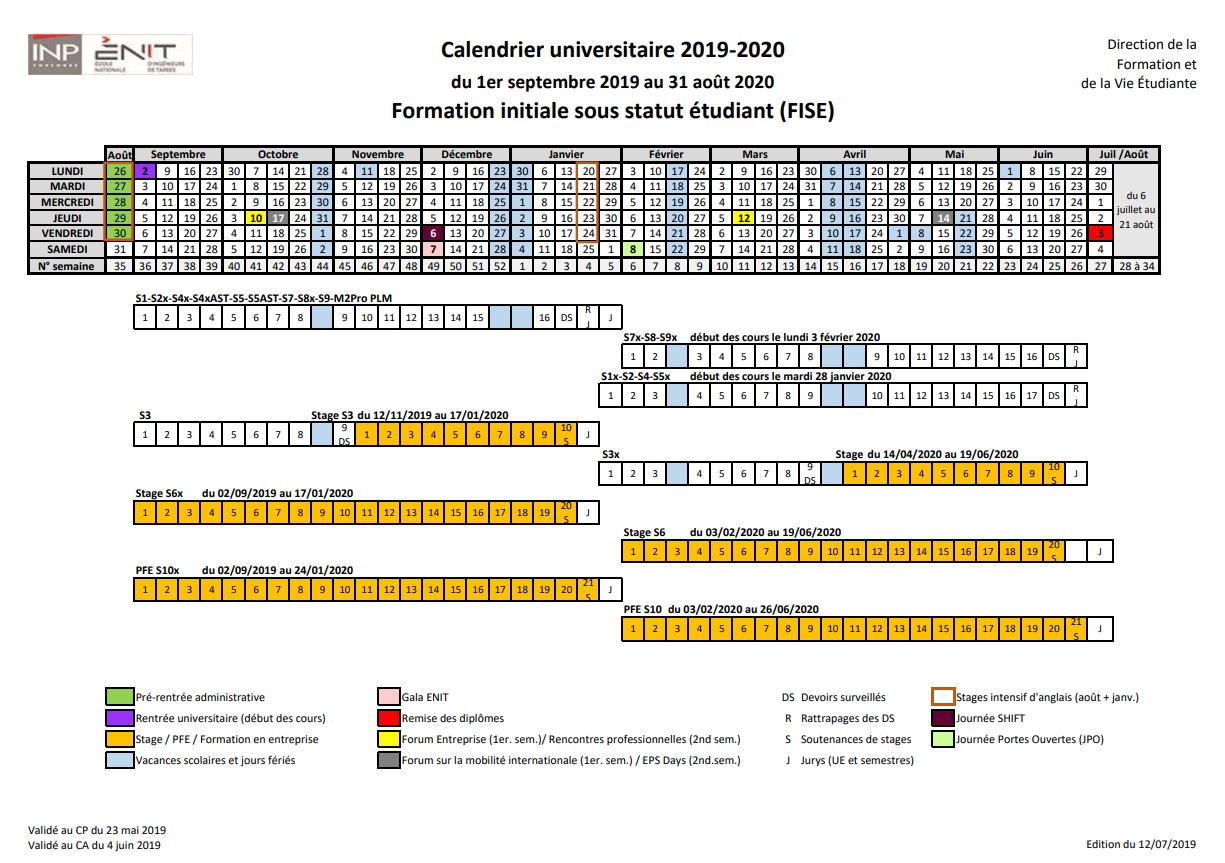 INP ENIT
TOULOUSE ÉCOLE NATIONALE D'INGÉNIEURS DE TARBES
Calendrier universitaire 2019-2020
du 1er septembre 2019 au 31 août 2020
Formation initiale sous statut étudiant (FISE)
Direction de la
Formation et
de la Vie Étudiante
Août Septembre Octobre Novembre Décembre Janvier Février Mars Avril Mai Juin Juil /Août
LUNDI 26 2 9 16 23 30 7 14 21 28 4 11 18 25 2 9 16 23 30 6 13 20 27 3 10 17 24 2 9 16 23 30 6 13 20 27 4 11 18 25 1 8 15 22 29
MARDI 27 3 10 17 24 1 8 15 22 29 5 12 19 26 3 10 17 24 31 7 14 21 28 4 11 18 25 3 10 17 24 31 7 14 21 28 5 12 19 26 2 9 16 23 30
MERCREDI 28 4 11 18 25 2 9 16 23 30 6 13 20 27 4 11 18 25 1 8 15 22 29 5 12 19 26 4 11 18 25 1 8 15 22 29 6 13 20 27 3 10 17 24 1
JEUDI 29 5 12 19 26 3 10 17 24 31 7 14 21 28 5 12 19 26 2 9 16 23 30 6 13 20 27 5 12 19 26 2 9 16 23 30 7 14 21 28 4 11 18 25 2
VENDREDI 30 6 13 20 27 4 11 18 25 1 8 15 22 29 6 13 20 27 3 10 17 24 31 7 14 21 28 6 13 20 27 3 10 17 24 1 8 15 22 29 5 12 19 26 3
SAMEDI 31 7 14 21 28 5 12 19 26 2 9 16 23 30 7 14 21 28 4 11 18 25 1 8 15 22 29 7 14 21 28 4 11 18 25 2 9 16 23 30 6 13 20 27 4
du 6
juillet au
21 août
N° semaine 35 36 37 38 39 40 41 42 43 44 45 46 47 48 49 50 51 52 1 2 3 4 5 6 7 8 9 10 11 12 13 14 15 16 17 18 19 20 21 22 23 24 25 26 27 28 à 34
S1-S2x-S4x-S4xAST-S5-S5AST-S7-S8x-S9-M2Pro PLM
1 2 3 4 5 6 7 8 9 10 11 12 13 14 15 16 DS R J J
S7x-S8-S9x début des cours le lundi 3 février 2020
1 2 3 4 5 6 7 8 9 10 11 12 13 14 15 16 DS R J
S1x-S2-S4-S5x début des cours le mardi 28 janvier 2020
1 2 3 4 5 6 7 8 9 10 11 12 13 14 15 16 17 DS R J
S3 Stage S3 du 12/11/2019 au 17/01/2020
1 2 3 4 5 6 7 8 9 DS 1 2 3 4 5 6 7 8 9 10 S J
S3x Stage du 14/04/2020 au 19/06/2020
1 2 3 4 5 6 7 8 9 DS 1 2 3 4 5 6 7 8 9 10 S J
Stage S6x du 02/09/2019 au 17/01/2020
1 2 3 4 5 6 7 8 9 10 11 12 13 14 15 16 17 18 19 20 S J
Stage S6 du 03/02/2020 au 19/06/2020
1 2 3 4 5 6 7 8 9 10 11 12 13 14 15 16 17 18 19 20 S J
PFE S10x du 02/09/2019 au 24/01/2020
1 2 3 4 5 6 7 8 9 10 11 12 13 14 15 16 17 18 19 20 21 S J
PFE S10 du 03/02/2020 au 26/06/2020
1 2 3 4 5 6 7 8 9 10 11 12 13 14 15 16 17 18 19 20 21 S J
Pré-rentrée administrative Gala ENIT DS Devoirs surveillés Stages intensif d'anglais (août + janv.)
Rentrée universitaire (début des cours) Remise des diplômes R Rattrapages des DS Journée SHIFT
Stage / PFE / Formation en entreprise Forum Entreprise (1er. sem.)/ Rencontres professionnelles (2nd sem.) S Soutenances de stages Journée Portes Ouvertes (JPO)
Vacances scolaires et jours fériés Forum sur la mobilité internationale (1er. sem.) / EPS Days (2nd.sem.) J Jurys (UE et semestres)
Validé au CP du 23 mai 2019
Validé au CA du 4 juin 2019
Edition du 12/07/2019